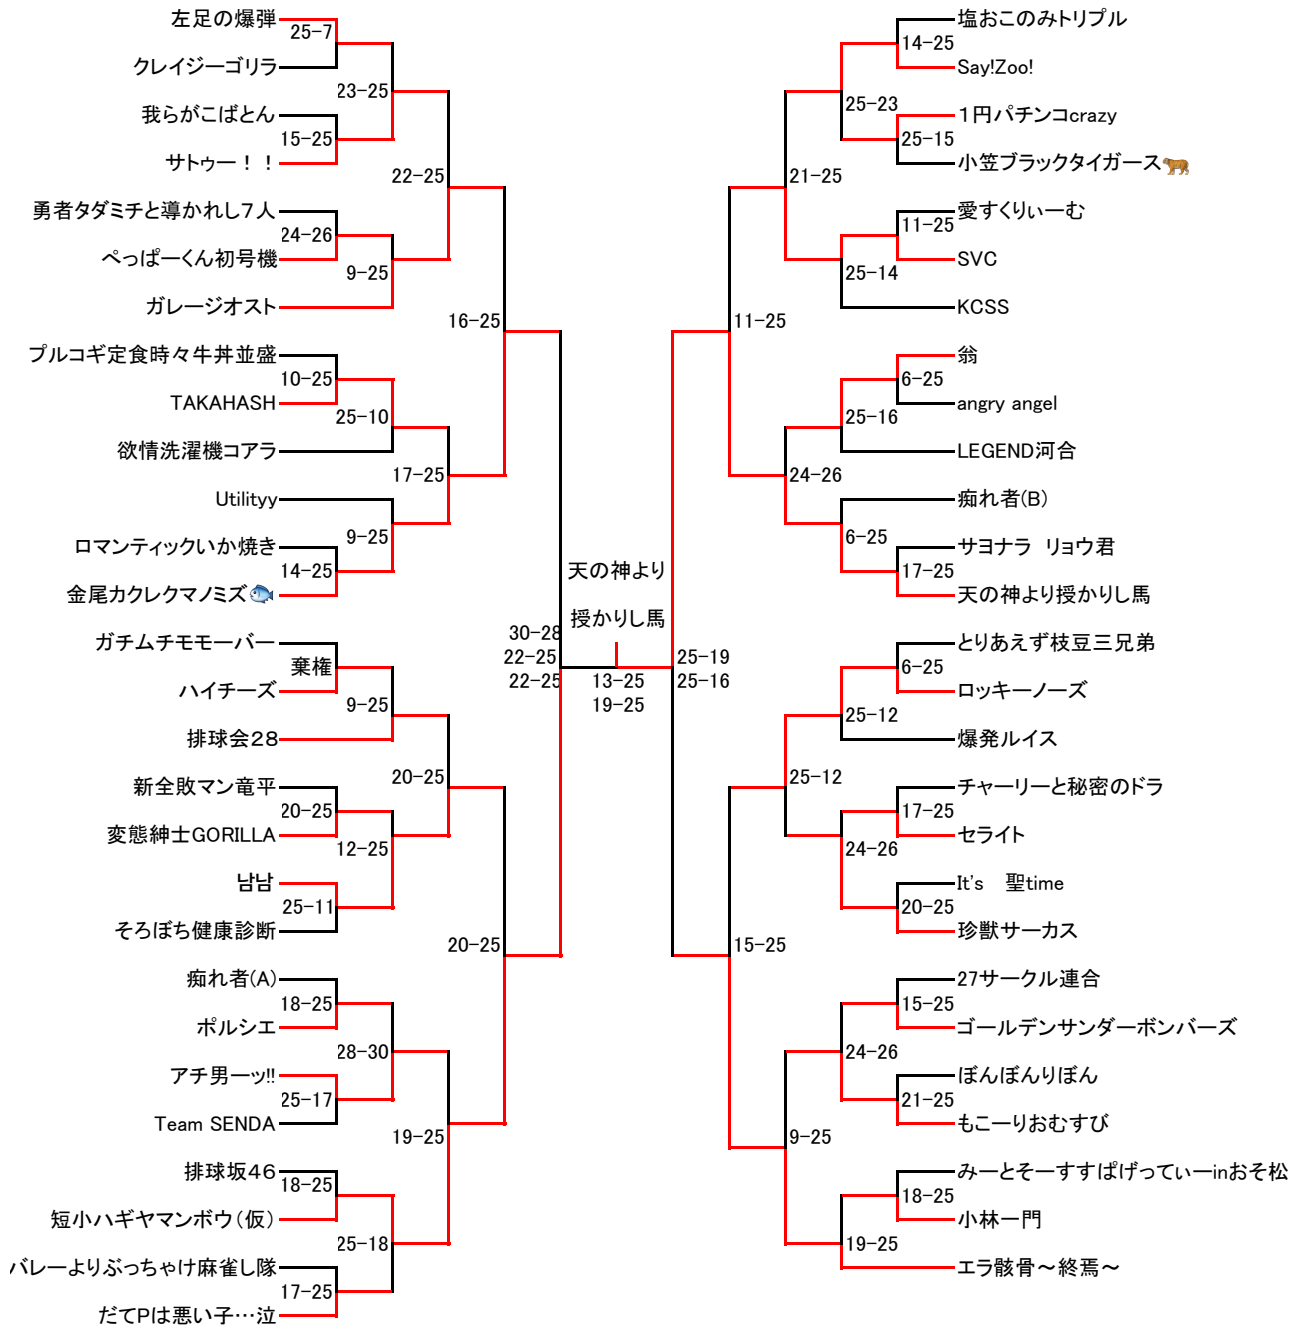 左足の爆弾
25-7
クレイジーゴリラ
23-25
我らがこばとん
15-25
サトゥー！！
22-25
勇者タダミチと導かれし7人
24-26
ぺっぱーくん初号機
9-25
ガレージオスト
16-25
プルコギ定食時々牛丼並盛
10-25
TAKAHASH
25-10
欲情洗濯機コアラ
17-25
Utilityy
9-25
ロマンティックいか焼き
14-25
金尾カクレクマノミズ🐟
ガチムチモモーバー
棄権
ハイチーズ
9-25
排球会28
20-25
新全敗マン竜平
20-25
変態紳士GORILLA
12-25
남남
25-11
そろぼち健康診断
20-25
痴れ者(A)
18-25
ポルシエ
28-30
アチ男ーッ!!
25-17
Team SENDA
19-25
排球坂46
18-25
短小ハギヤマンボウ(仮)
25-18
バレーよりぶっちゃけ麻雀し隊
17-25
だてPは悪い子…泣
天の神より
授かりし馬
30-28
22-25
22-25
13-25
19-25
25-19
25-16
塩おこのみトリプル
14-25
Say!Zoo!
25-23
1円パチンコcrazy
25-15
小笠ブラックタイガース🐅
21-25
愛すくりぃーむ
11-25
SVC
25-14
KCSS
11-25
翁
6-25
angry angel
25-16
LEGEND河合
24-26
痴れ者(B)
6-25
サヨナラ　リョウ君
17-25
天の神より授かりし馬
とりあえず枝豆三兄弟
6-25
ロッキーノーズ
25-12
爆発ルイス
25-12
チャーリーと秘密のドラ
17-25
セライト
24-26
It's　聖time
20-25
珍獣サーカス
15-25
27サークル連合
15-25
ゴールデンサンダーボンバーズ
24-26
ぼんぼんりぼん
21-25
もこーりおむすび
9-25
みーとそーすすぱげってぃーinおそ松
18-25
小林一門
19-25
エラ骸骨～終焉～